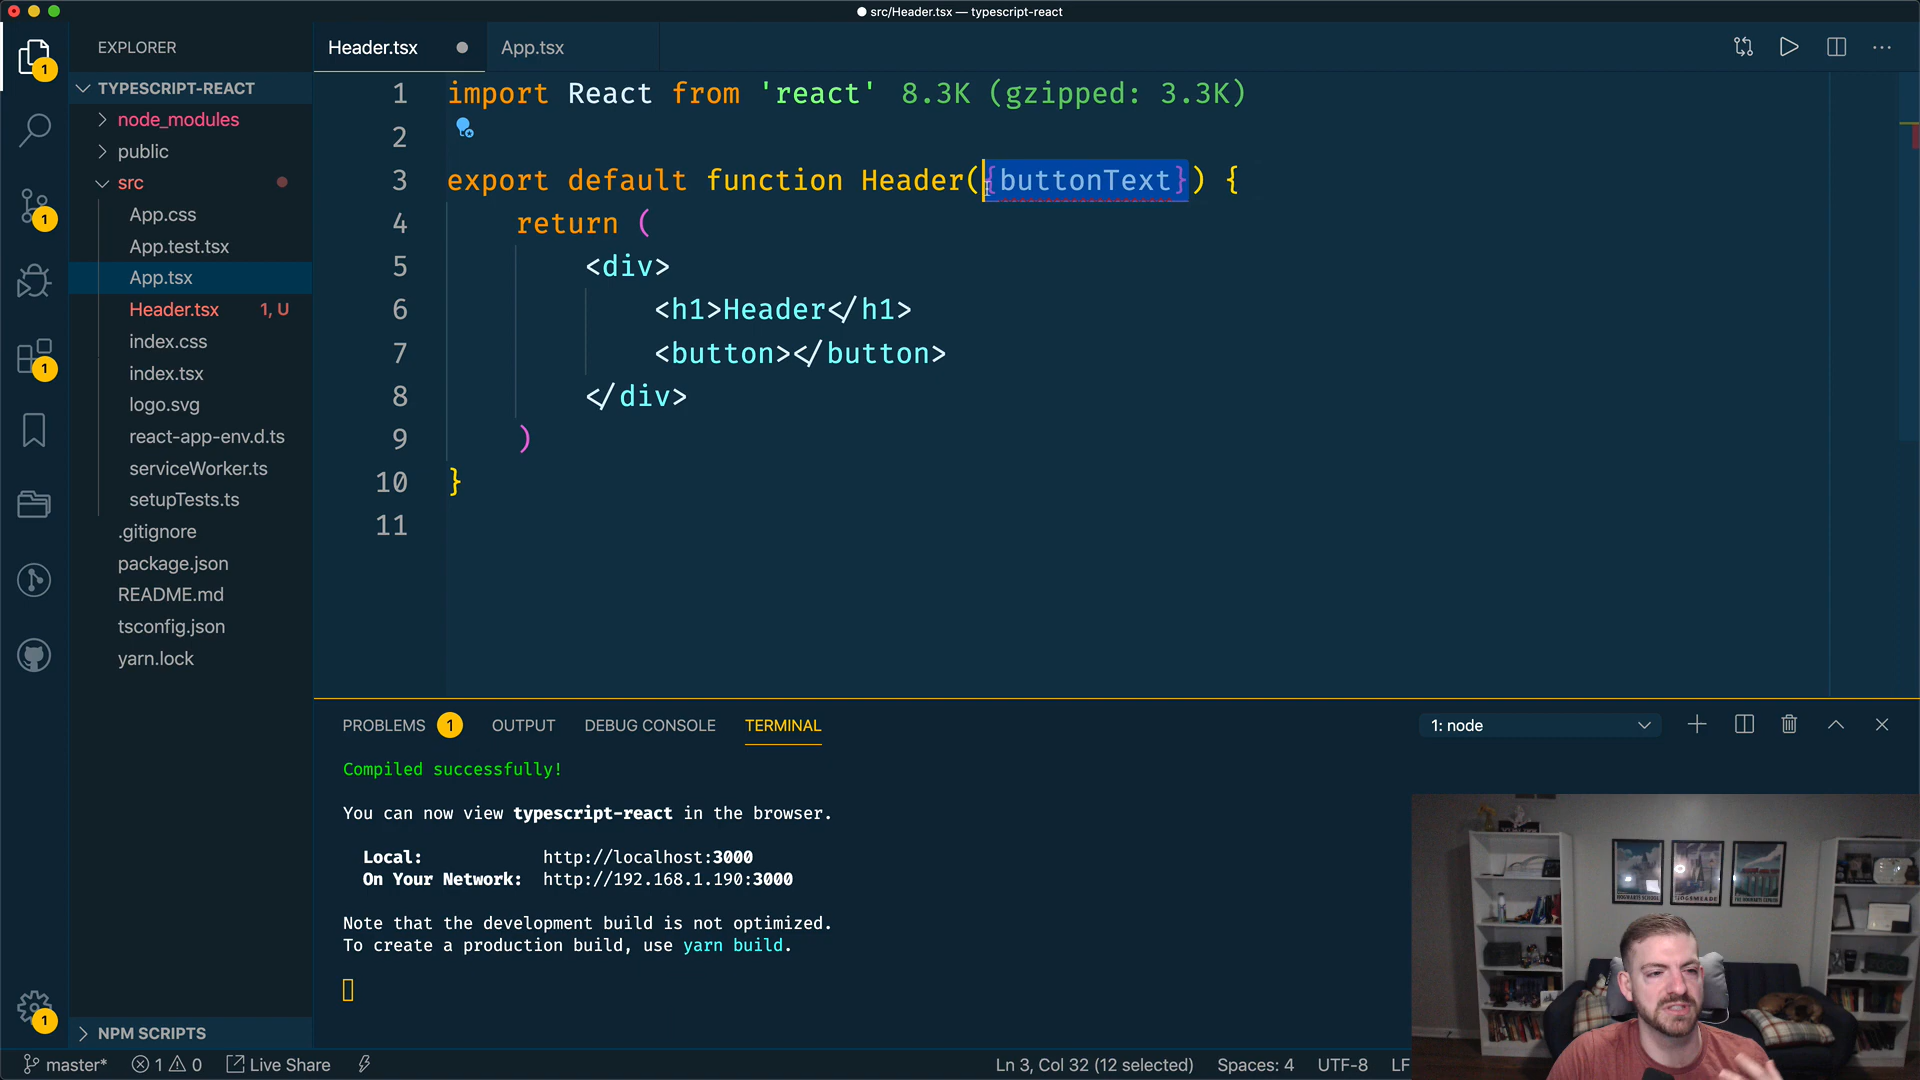 src/Header.tsx — typescript-react
EXPLORER
Header.tsx
App.tsx
1
TYPESCRIPT-REACT
node_modules
public
src
App.css
App.test.tsx
App.tsx
Header.tsx 1, U
index.css
index.tsx
logo.svg
react-app-env.d.ts
serviceWorker.ts
setupTests.ts
.gitignore
package.json
README.md
tsconfig.json
yarn.lock
NPM SCRIPTS
1
1
1
1 import React from 'react' 8.3K (gzipped: 3.3K)
2
3 export default function Header({buttonText}) {
4 return (
5 <div>
6 <h1>Header</h1>
7 <button></button>
8 </div>
9 )
10 }
11
PROBLEMS 1 OUTPUT DEBUG CONSOLE TERMINAL 1: node
Compiled successfully!
You can now view typescript-react in the browser.
Local: http://localhost:3000
On Your Network: http://192.168.1.190:3000
Note that the development build is not optimized.
To create a production build, use yarn build.
master* 1 0 Live Share Ln 3, Col 32 (12 selected) Spaces: 4 UTF-8 LF